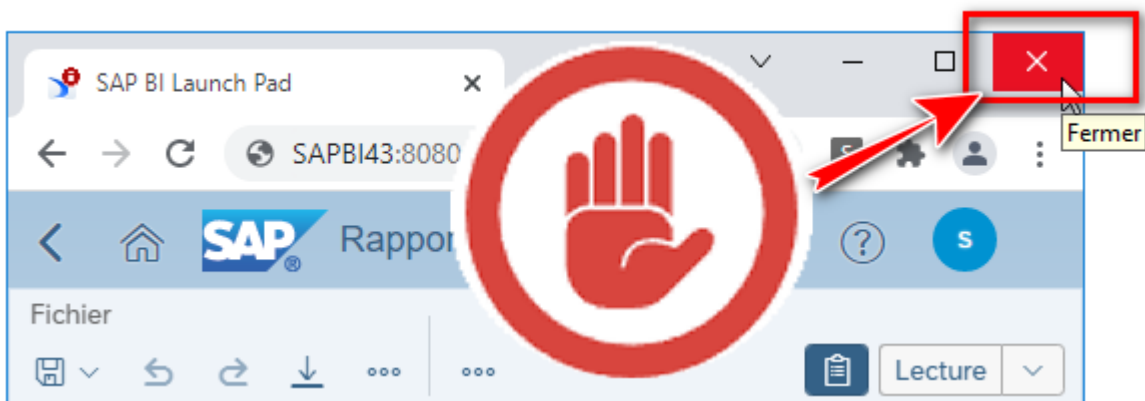 SAP BI Launch Pad
Fermer
SAPBI43:8080
S
SAP® Rappor
? S
Fichier
Lecture